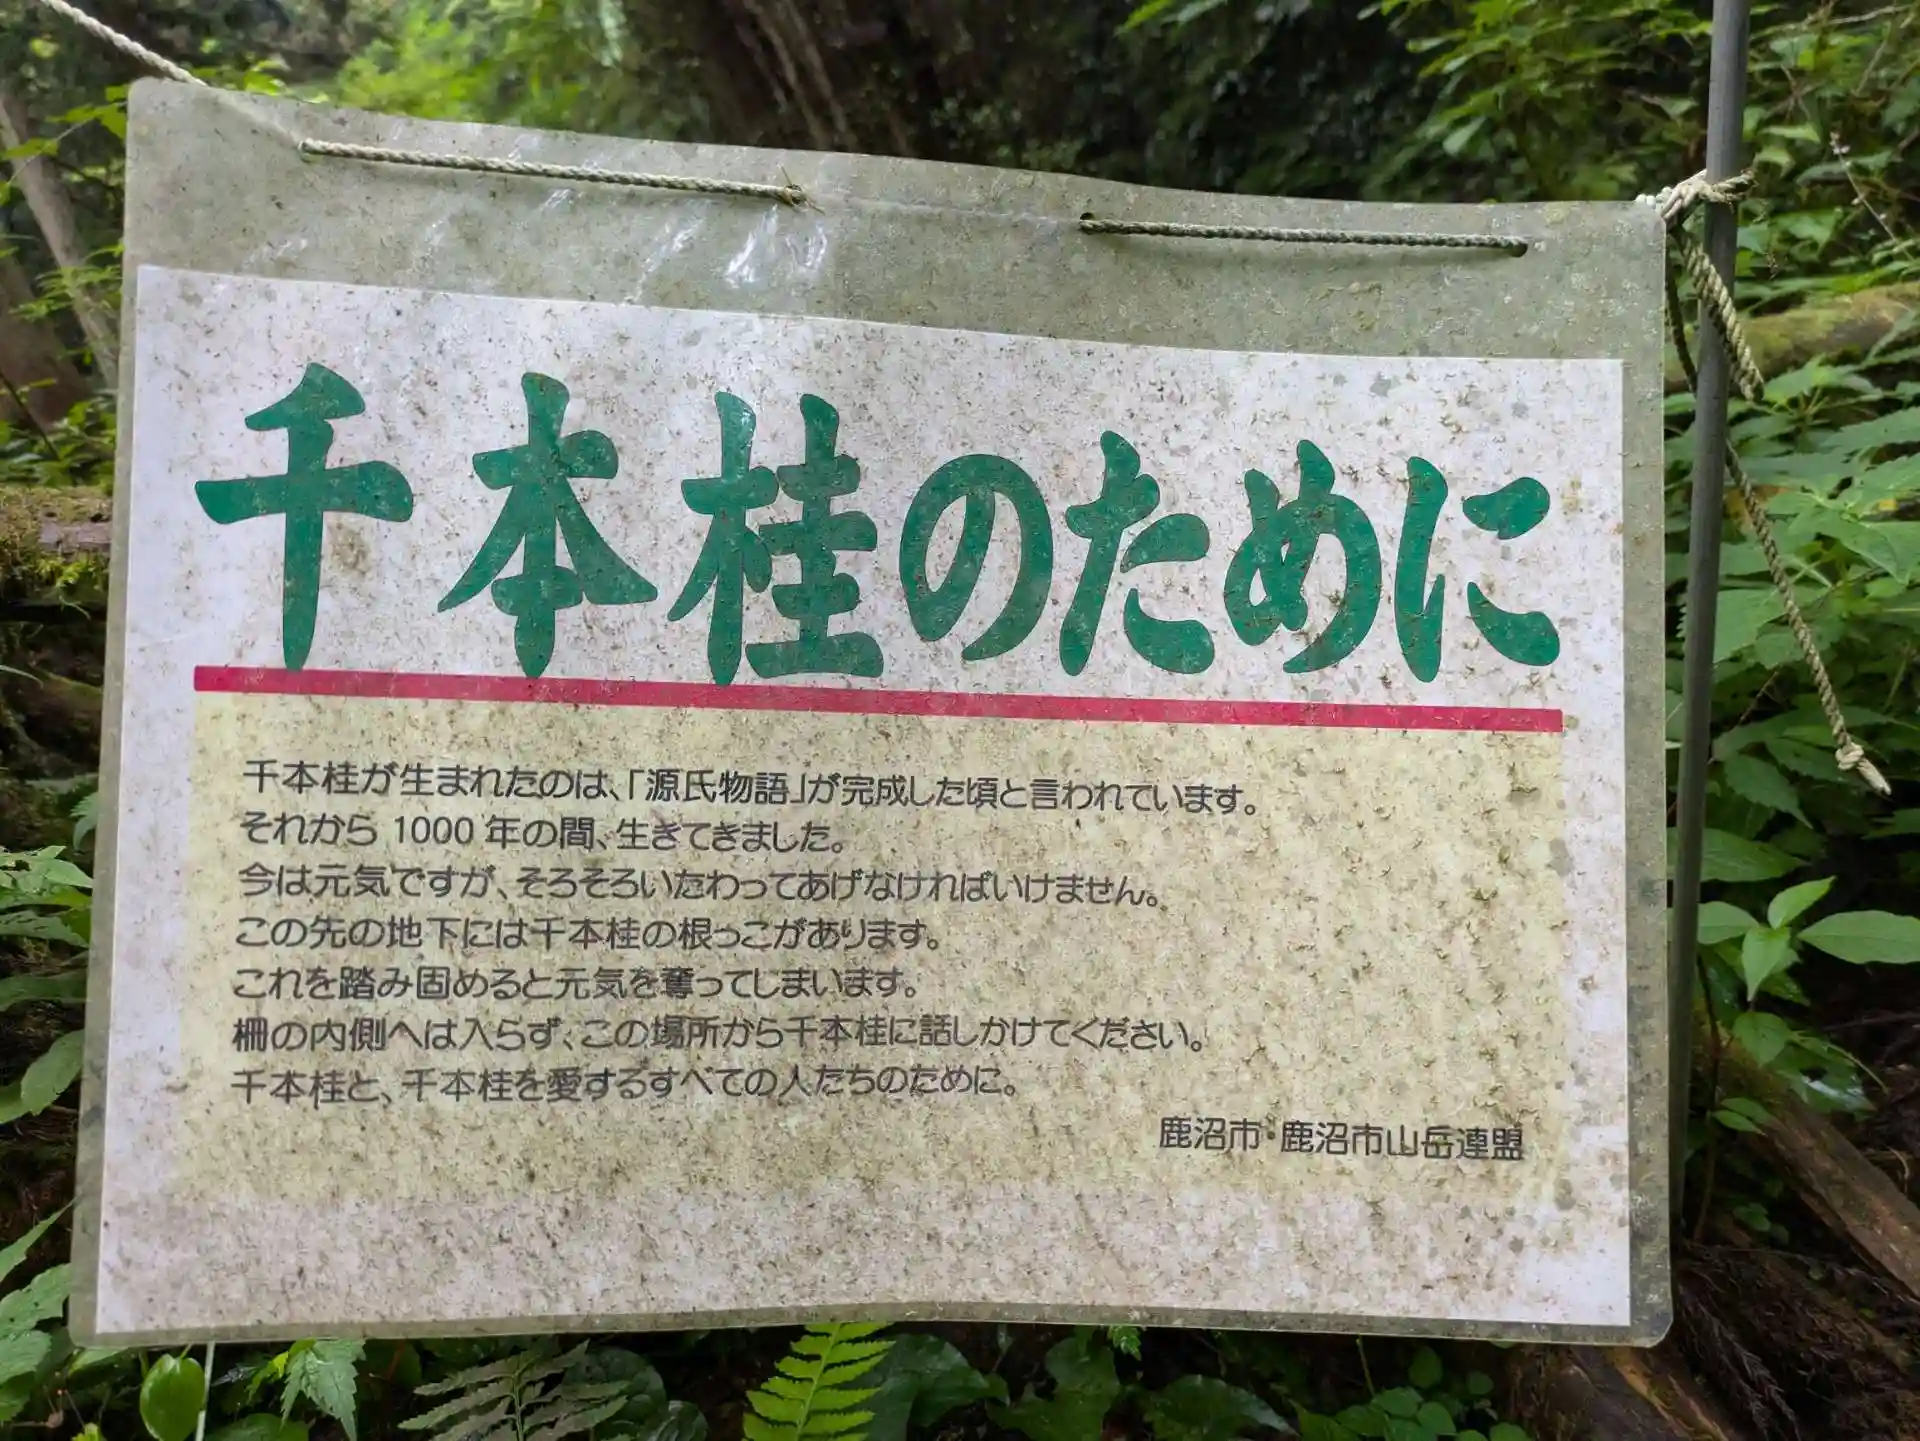 千本桂のために
千本桂が生まれたのは、「源氏物語」が完成した頃と言われています。
それから 1000 年の間、生きてきました。
今は元気ですが、そろそろいたわってあげなければいけません。
この先の地下には千本桂の根っこがあります。
これを踏み固めると元気を奪ってしまいます。
柵の内側へは入らず、この場所から千本桂に話しかけてください。
千本桂と、千本桂を愛するすべての人たちのために。
鹿沼市・鹿沼市山岳連盟